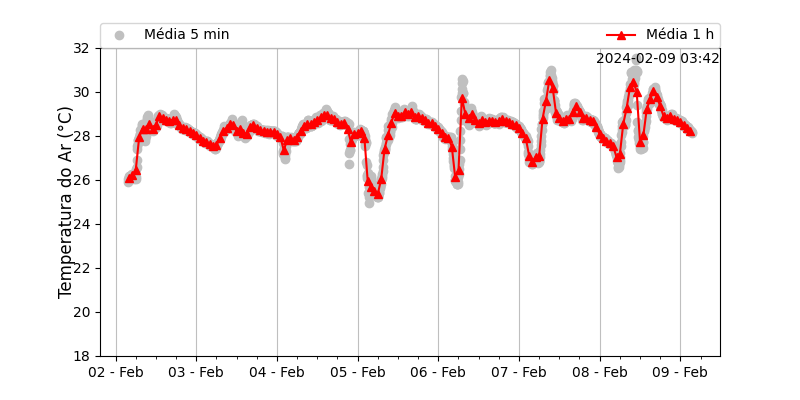 Média 5 min
Média 1 h
2024-02-09 03:42
Temperatura do Ar (°C)
32
30
28
26
24
22
20
18
02 - Feb
03 - Feb
04 - Feb
05 - Feb
06 - Feb
07 - Feb
08 - Feb
09 - Feb